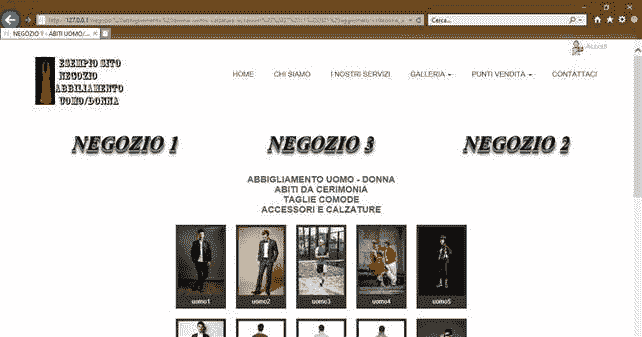 Cerca...
NEGOZIO 1 - ABITI UOMO/...
Accedi
ESEMPIO SITO
NEGOZIO
ABBILIAMENTO
UOMO/DONNA
HOME CHI SIAMO I NOSTRI SERVIZI GALLERIA PUNTI VENDITA CONTATTACI
NEGOZIO 1 NEGOZIO 3 NEGOZIO 2
ABBIGLIAMENTO UOMO - DONNA
ABITI DA CERIMONIA
TAGLIE COMODE
ACCESSORI E CALZATURE
uomo1 uomo2 uomo3 uomo4 uomo5